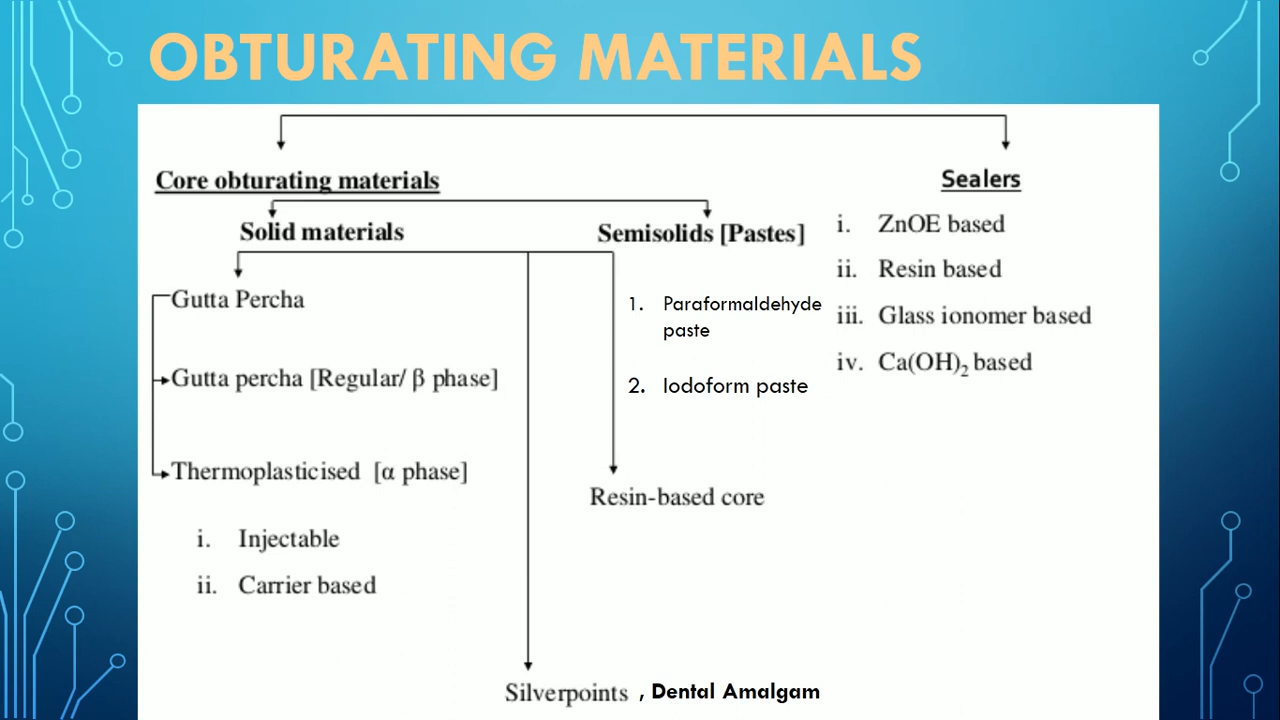 OBTURATING MATERIALS
Core obturating materials
Solid materials
Gutta Percha
Gutta percha [Regular/ β phase]
Thermoplasticised [α phase]
i. Injectable
ii. Carrier based
Silverpoints , Dental Amalgam
Resin-based core
Semisolids [Pastes]
1. Paraformaldehyde
paste
2. Iodoform paste
Sealers
i. ZnOE based
ii. Resin based
iii. Glass ionomer based
iv. Ca(OH)₂ based